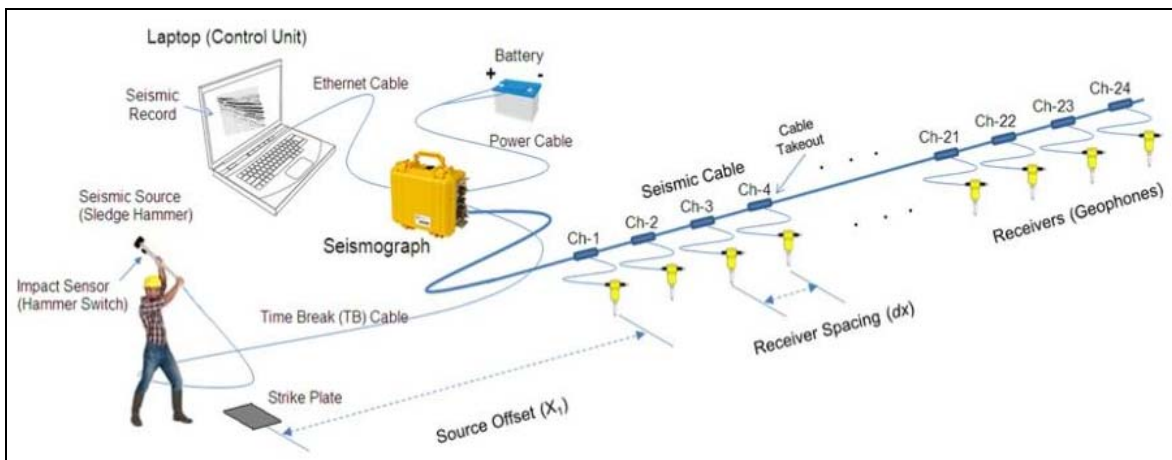 Laptop (Control Unit)
Battery
+ -
Ethernet Cable
Seismic
Record
Power Cable
Seismic Source
(Sledge Hammer)
Seismograph
Impact Sensor
(Hammer Switch)
Time Break (TB) Cable
Strike Plate
Source Offset (X₁)
Seismic Cable
Cable
Takeout
Ch-1
Ch-2
Ch-3
Ch-4
. . .
Ch-21
Ch-22
Ch-23
Ch-24
. . .
Receivers (Geophones)
Receiver Spacing (dx)